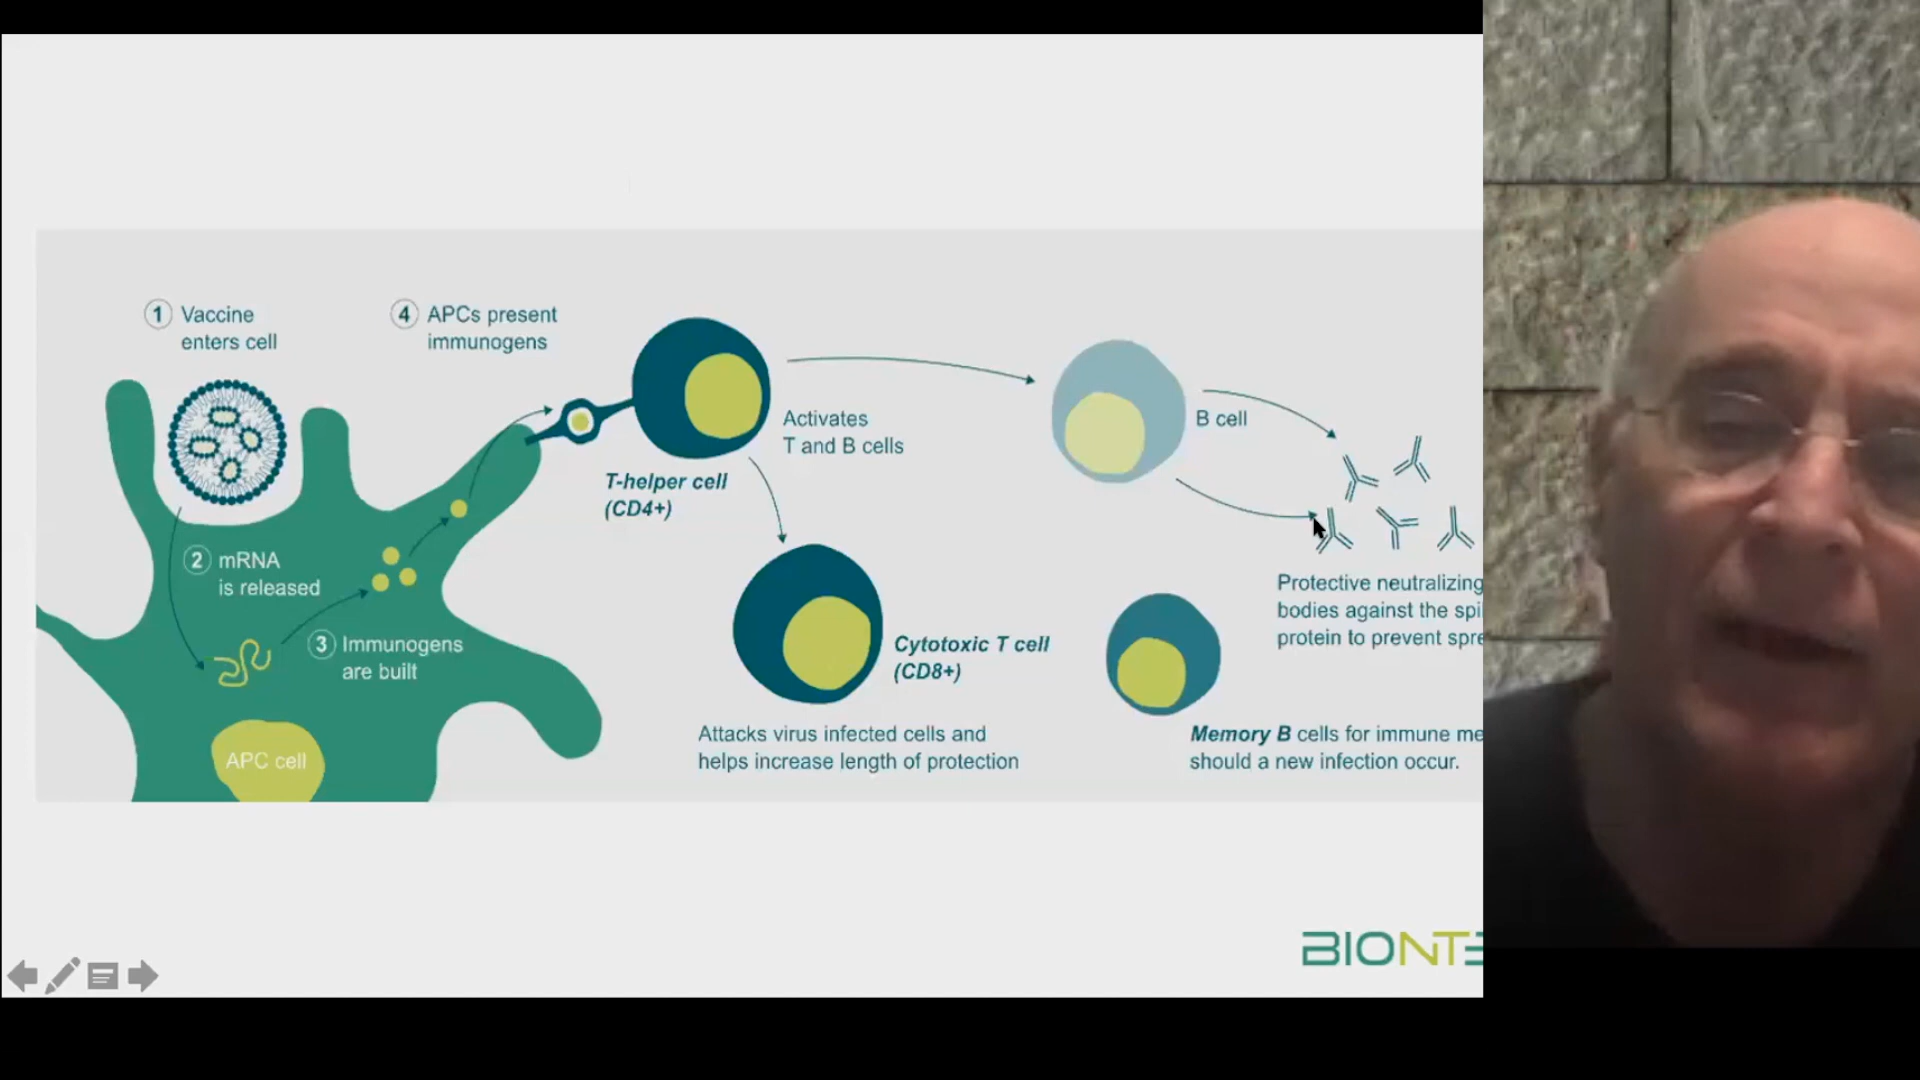 1 Vaccine
enters cell
4 APCs present
immunogens
Activates
T and B cells
B cell
T-helper cell
(CD4+)
2 mRNA
is released
3 Immunogens
are built
APC cell
Cytotoxic T cell
(CD8+)
Attacks virus infected cells and
helps increase length of protection
Protective neutralizing
bodies against the spi
protein to prevent spre
Memory B cells for immune me
should a new infection occur.
BIONTE